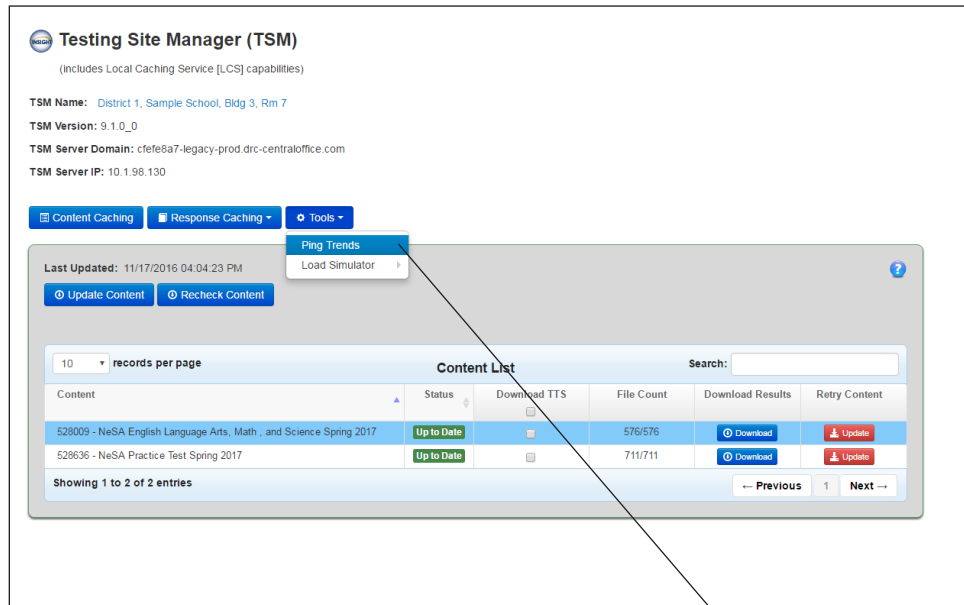 INSIGHT Testing Site Manager (TSM)
(includes Local Caching Service [LCS] capabilities)
TSM Name: District 1, Sample School, Bldg 3, Rm 7
TSM Version: 9.1.0_0
TSM Server Domain: cfefe8a7-legacy-prod.drc-centraloffice.com
TSM Server IP: 10.1.98.130
Content Caching Response Caching Tools
Ping Trends
Load Simulator
Last Updated: 11/17/2016 04:04:23 PM ?
Update Content Recheck Content
10 records per page Content List Search:
Content Status Download TTS File Count Download Results Retry Content
528009 - NeSA English Language Arts, Math , and Science Spring 2017 Up to Date 576/576 Download Update
528636 - NeSA Practice Test Spring 2017 Up to Date 711/711 Download Update
Showing 1 to 2 of 2 entries ← Previous 1 Next →